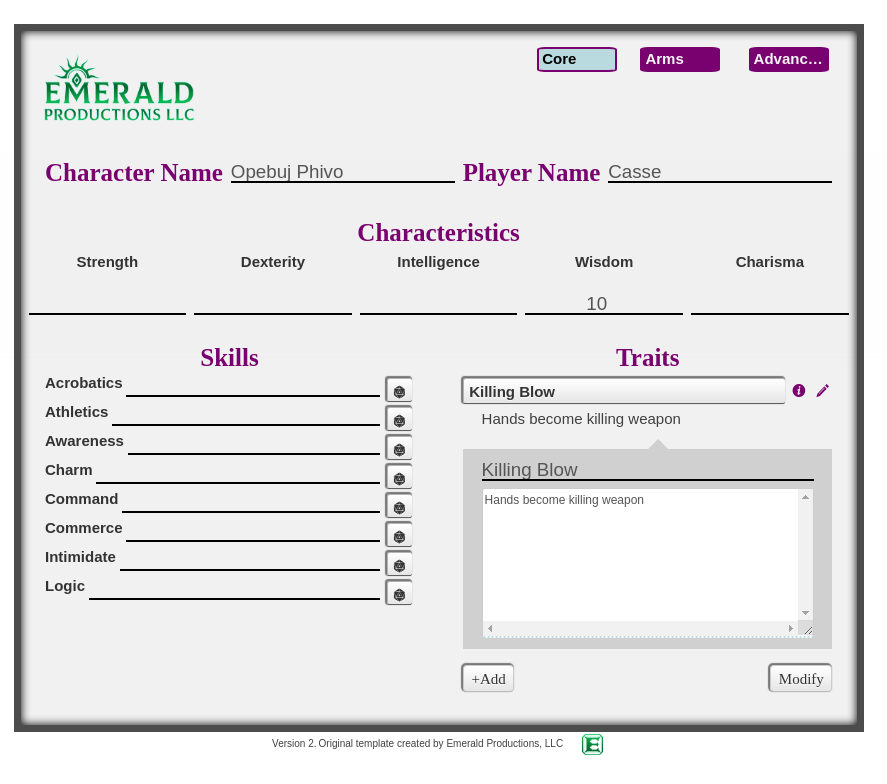 Core
Arms
Advanc…
EMERALD
PRODUCTIONS LLC
Character Name Opebuj Phivo Player Name Casse
Characteristics
Strength Dexterity Intelligence Wisdom Charisma
10
Skills
Acrobatics
Athletics
Awareness
Charm
Command
Commerce
Intimidate
Logic
Traits
Killing Blow
Hands become killing weapon
Killing Blow
Hands become killing weapon
+Add
Modify
Version 2. Original template created by Emerald Productions, LLC